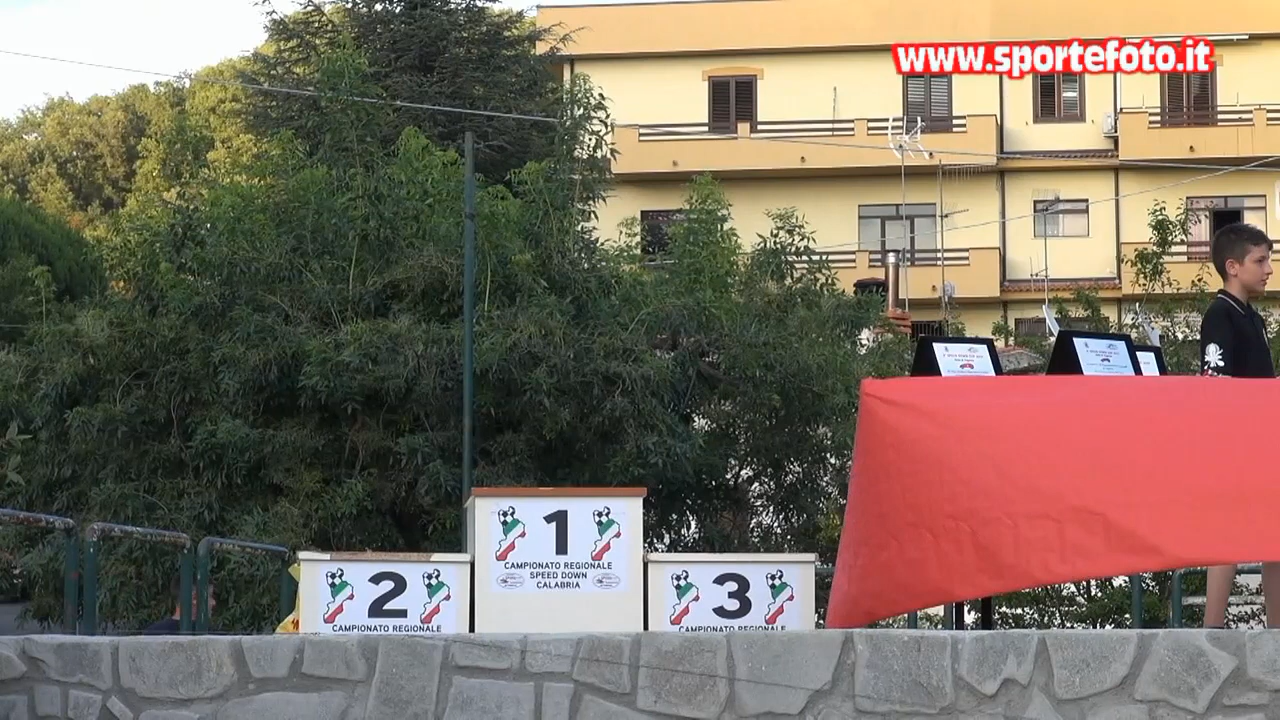 www.sportefoto.it
1
CAMPIONATO REGIONALE
SPEED DOWN
CALABRIA
2
CAMPIONATO REGIONALE
3
CAMPIONATO REGIONALE